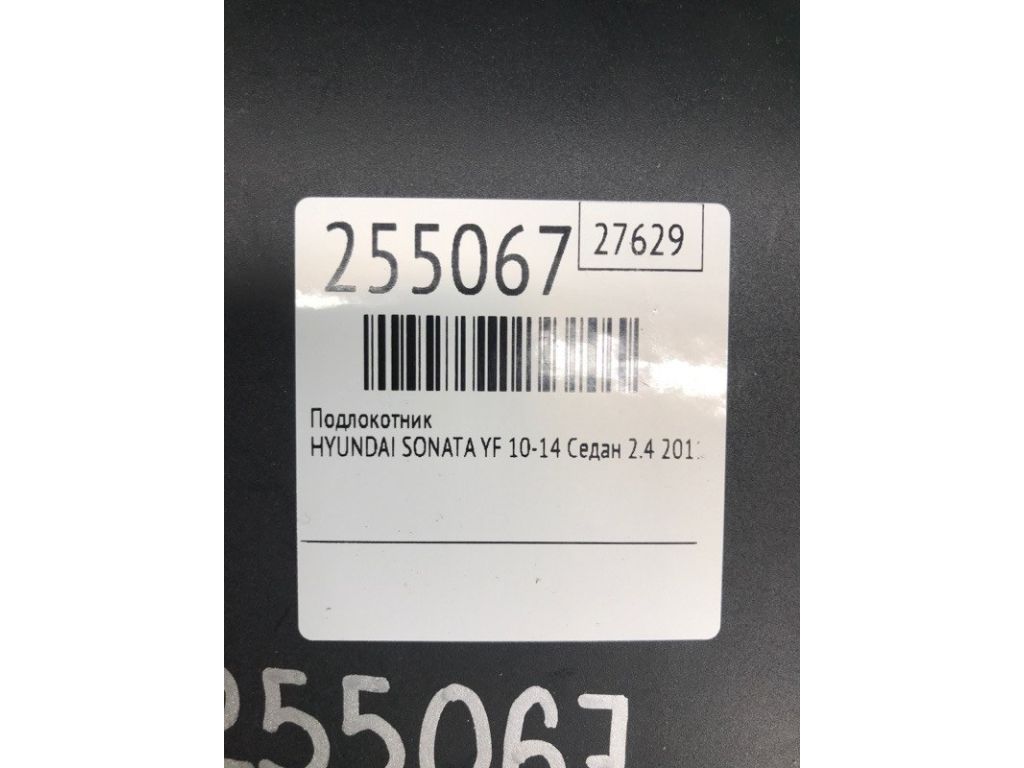 255067
27629
Подлокотник
HYUNDAI SONATA YF 10-14 Седан 2.4
255067